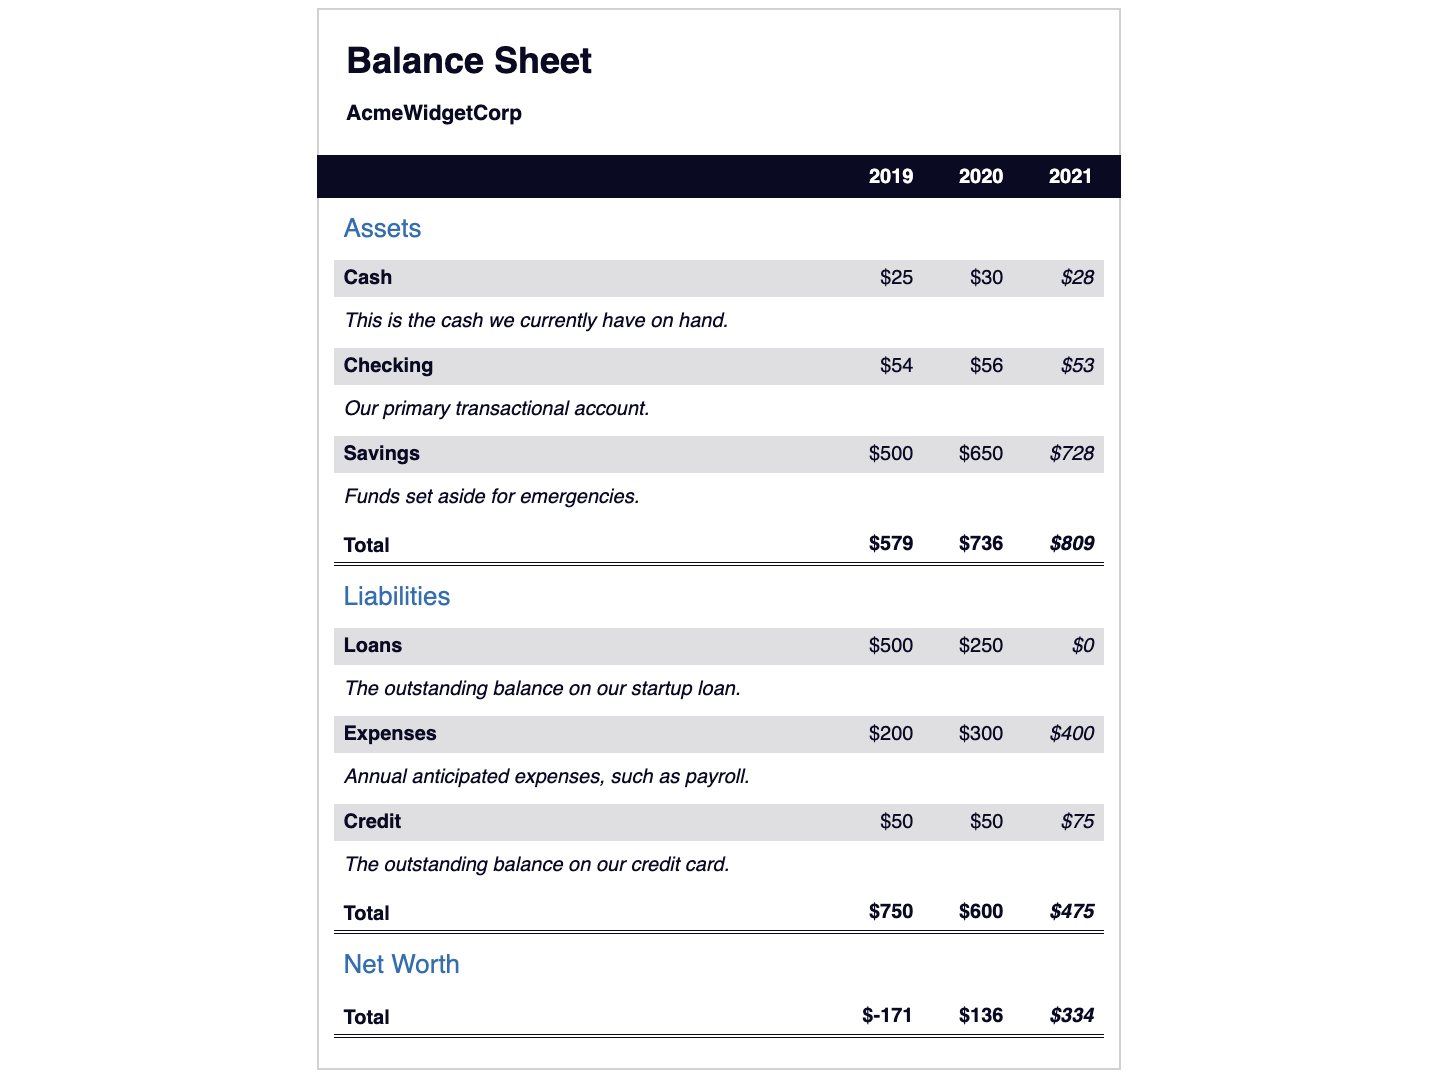 Balance Sheet
AcmeWidgetCorp
2019 2020 2021
Assets
Cash $25 $30 $28
This is the cash we currently have on hand.
Checking $54 $56 $53
Our primary transactional account.
Savings $500 $650 $728
Funds set aside for emergencies.
Total $579 $736 $809
Liabilities
Loans $500 $250 $0
The outstanding balance on our startup loan.
Expenses $200 $300 $400
Annual anticipated expenses, such as payroll.
Credit $50 $50 $75
The outstanding balance on our credit card.
Total $750 $600 $475
Net Worth
Total $-171 $136 $334